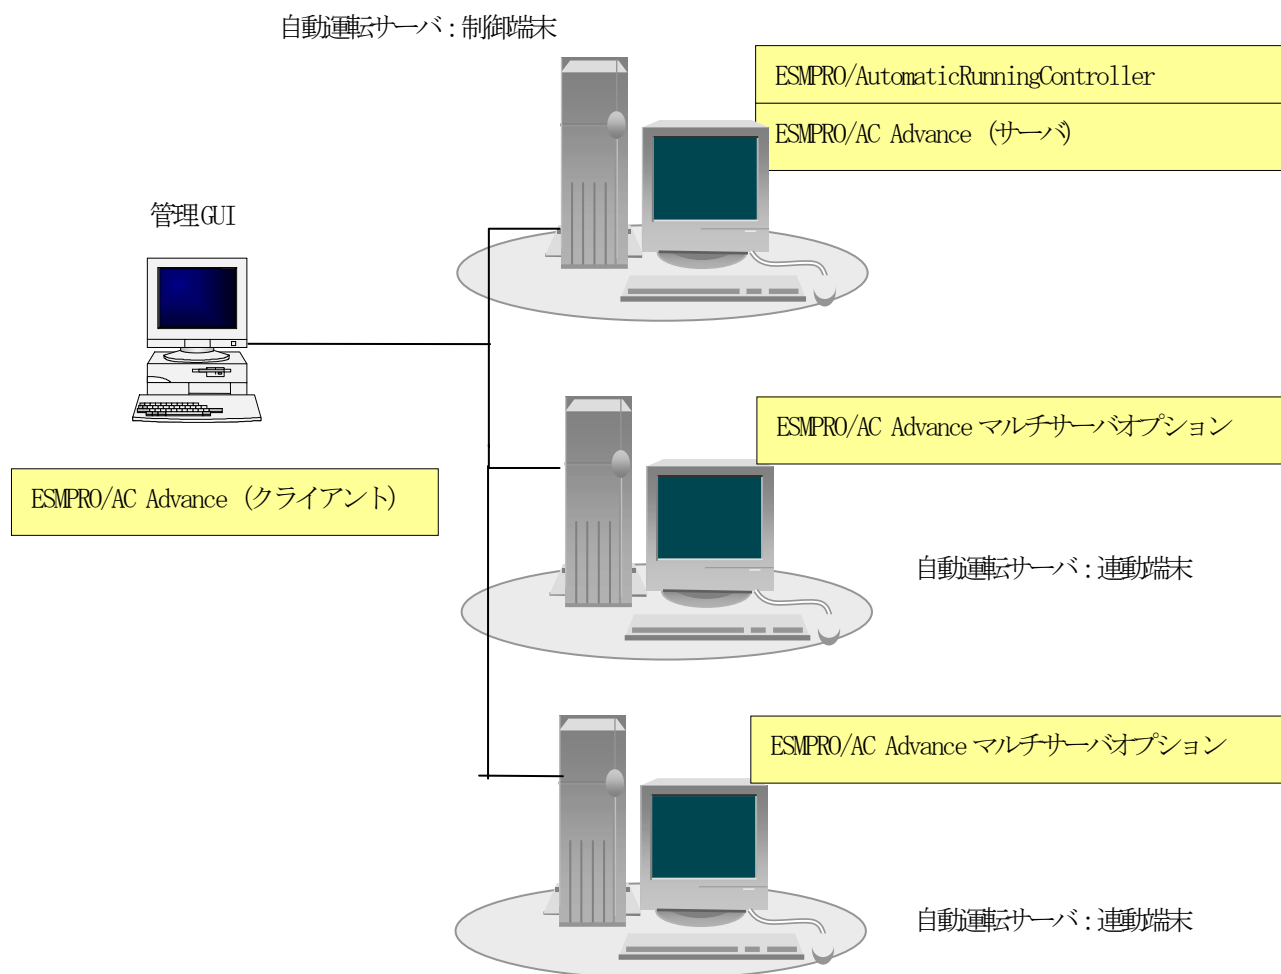 自動運転サーバ：制御端末
ESMPRO/AutomaticRunningController
ESMPRO/AC Advance （サーバ）
管理GUI
ESMPRO/AC Advance マルチサーバオプション
ESMPRO/AC Advance （クライアント）
自動運転サーバ：連動端末
ESMPRO/AC Advance マルチサーバオプション
自動運転サーバ：連動端末